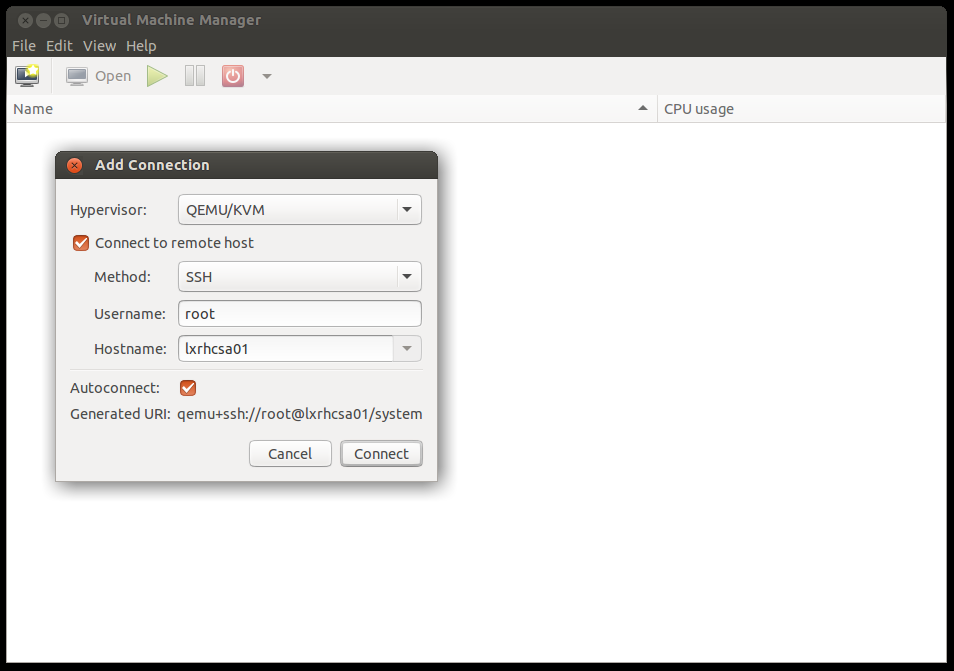 Virtual Machine Manager
File Edit View Help
Open
Name CPU usage
Add Connection
Hypervisor: QEMU/KVM
Connect to remote host
Method: SSH
Username: root
Hostname: lxrhcsa01
Autoconnect:
Generated URI: qemu+ssh://root@lxrhcsa01/system
Cancel Connect